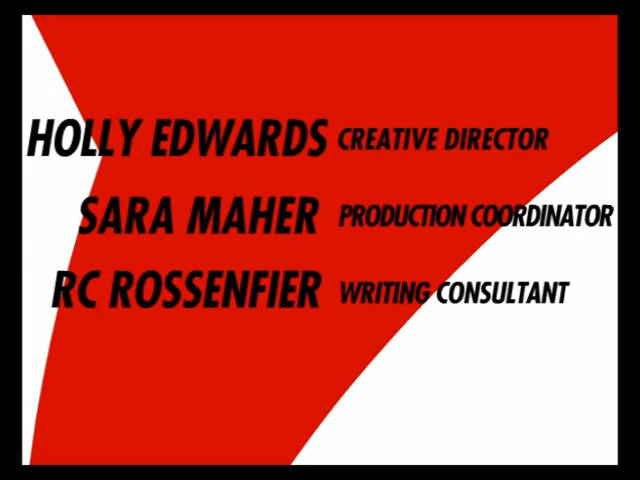 HOLLY EDWARDS CREATIVE DIRECTOR
SARA MAHER PRODUCTION COORDINATOR
RC ROSSENFIER WRITING CONSULTANT